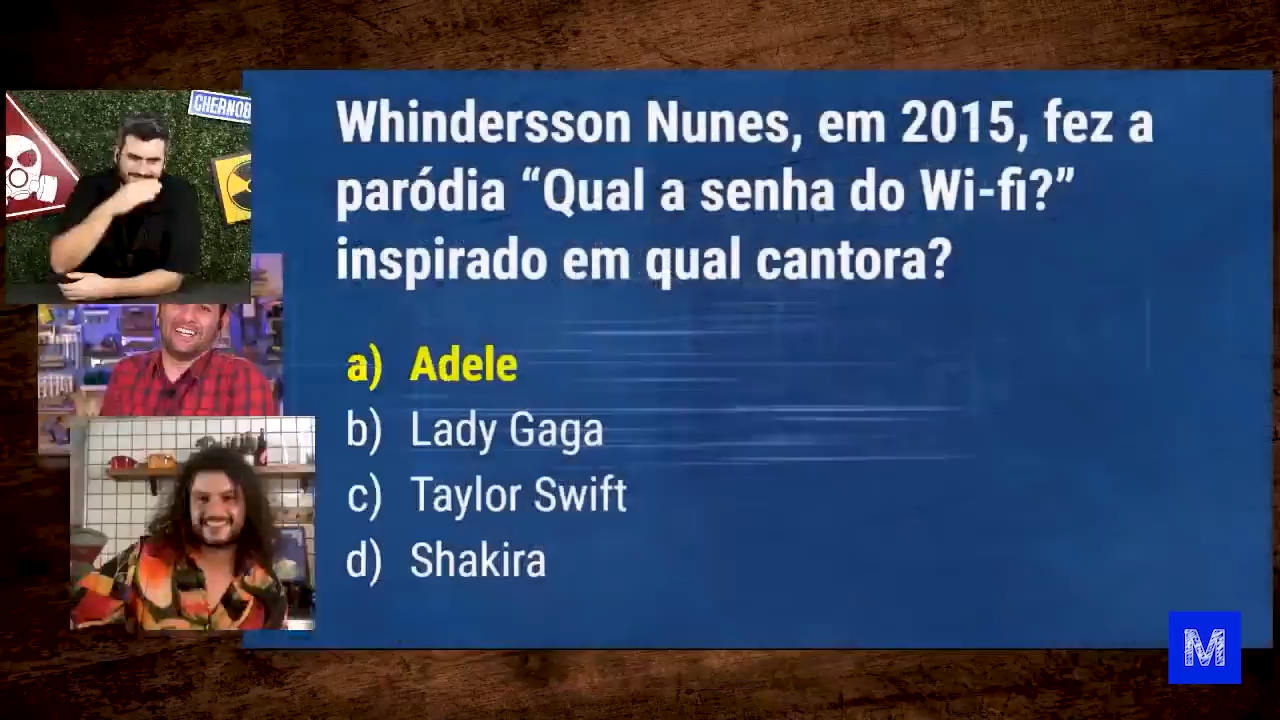 CHERNOB
Whindersson Nunes, em 2015, fez a
paródia “Qual a senha do Wi-fi?”
inspirado em qual cantora?
a) Adele
b) Lady Gaga
c) Taylor Swift
d) Shakira
M